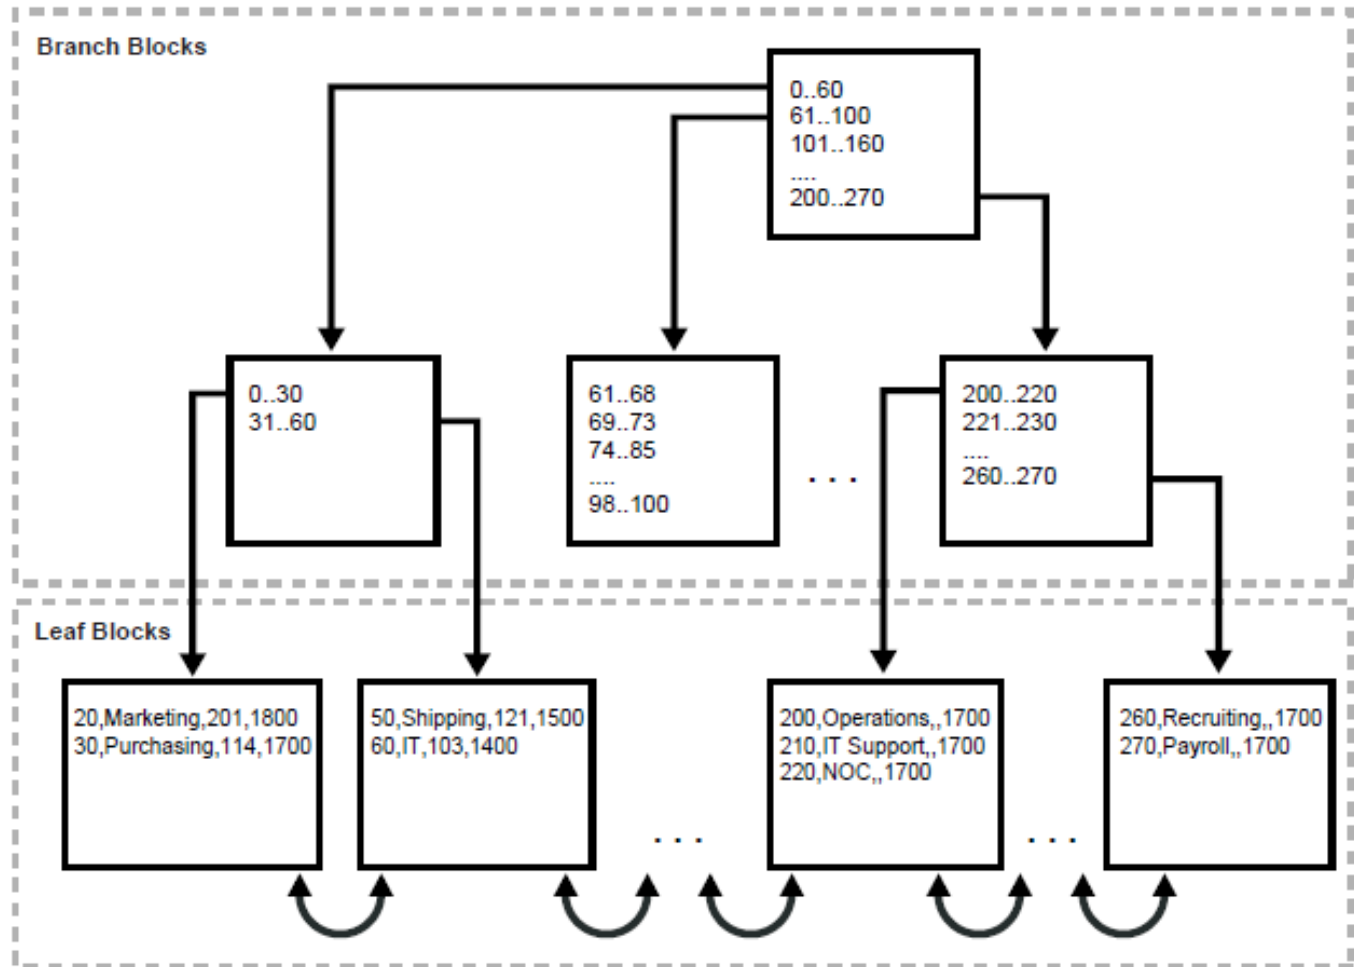 Branch Blocks
0..60
61..100
101..160
....
200..270
0..30
31..60
61..68
69..73
74..85
....
98..100
. . .
200..220
221..230
....
260..270
Leaf Blocks
20,Marketing,201,1800
30,Purchasing,114,1700
50,Shipping,121,1500
60,IT,103,1400
. . .
200,Operations,,1700
210,IT Support,,1700
220,NOC,,1700
. . .
260,Recruiting,,1700
270,Payroll,,1700